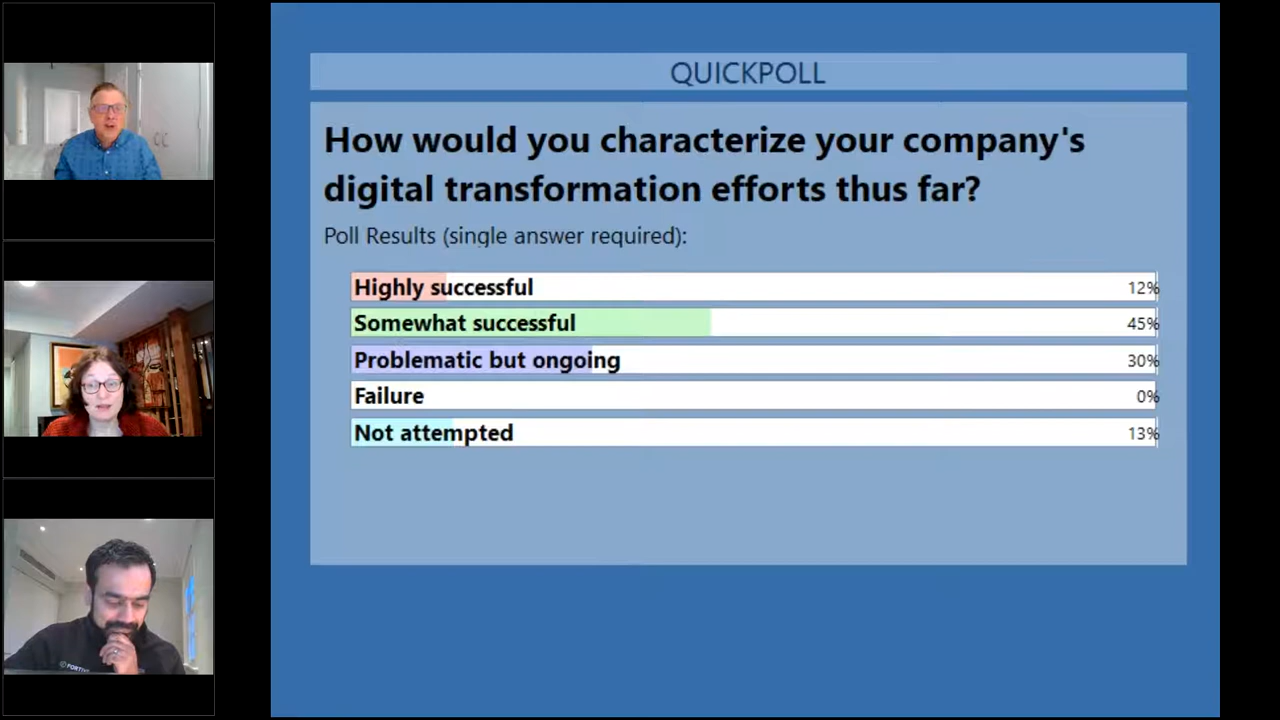 QUICKPOLL
How would you characterize your company's
digital transformation efforts thus far?
Poll Results (single answer required):
Highly successful 12%
Somewhat successful 45%
Problematic but ongoing 30%
Failure 0%
Not attempted 13%